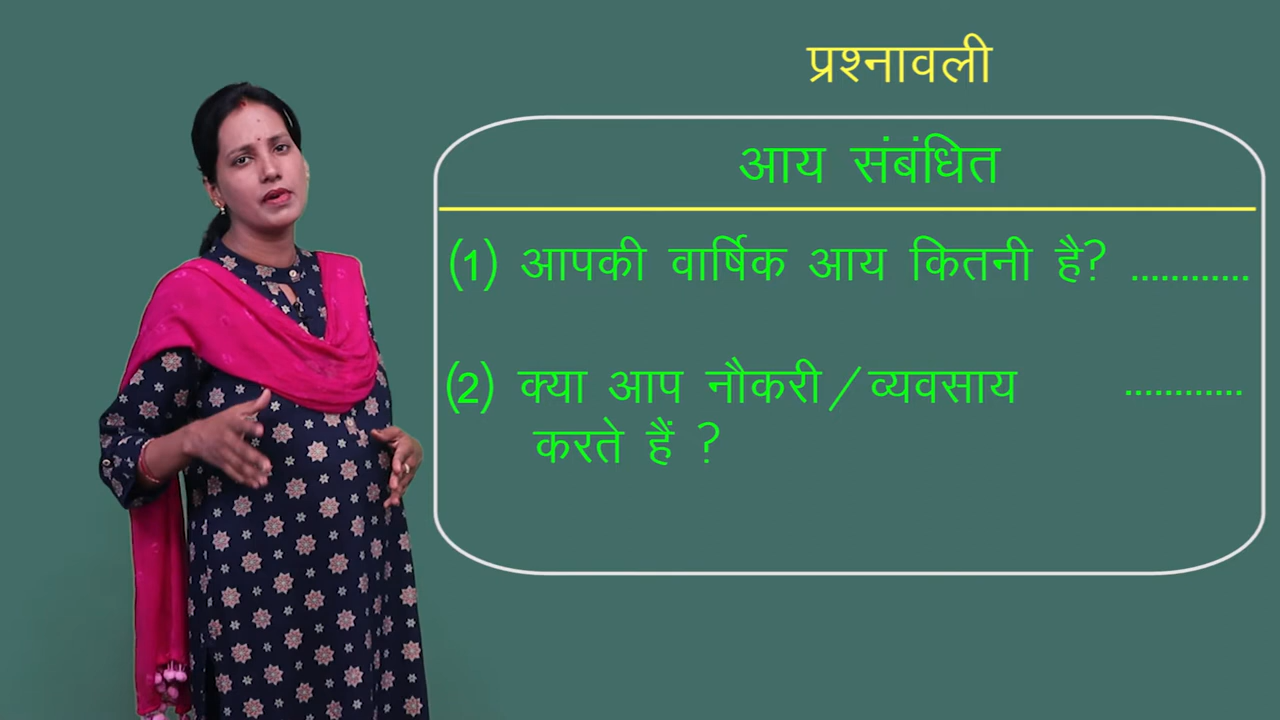 प्रश्नावली
आय संबंधित
(1) आपकी वार्षिक आय कितनी है? ............
(2) क्या आप नौकरी/व्यवसाय ............
करते हैं ?